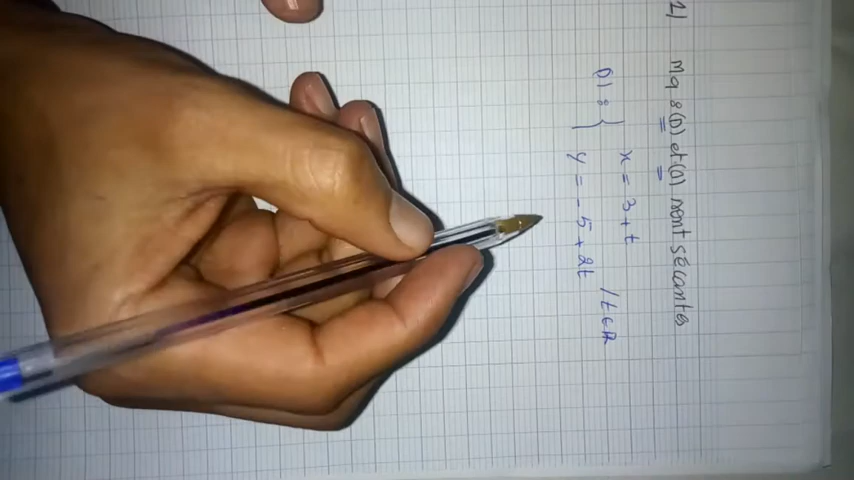 1) Mq : (D) et (Δ) sont sécantes
D) : { x = 3 + t
y = -5 + 2t /t∈R